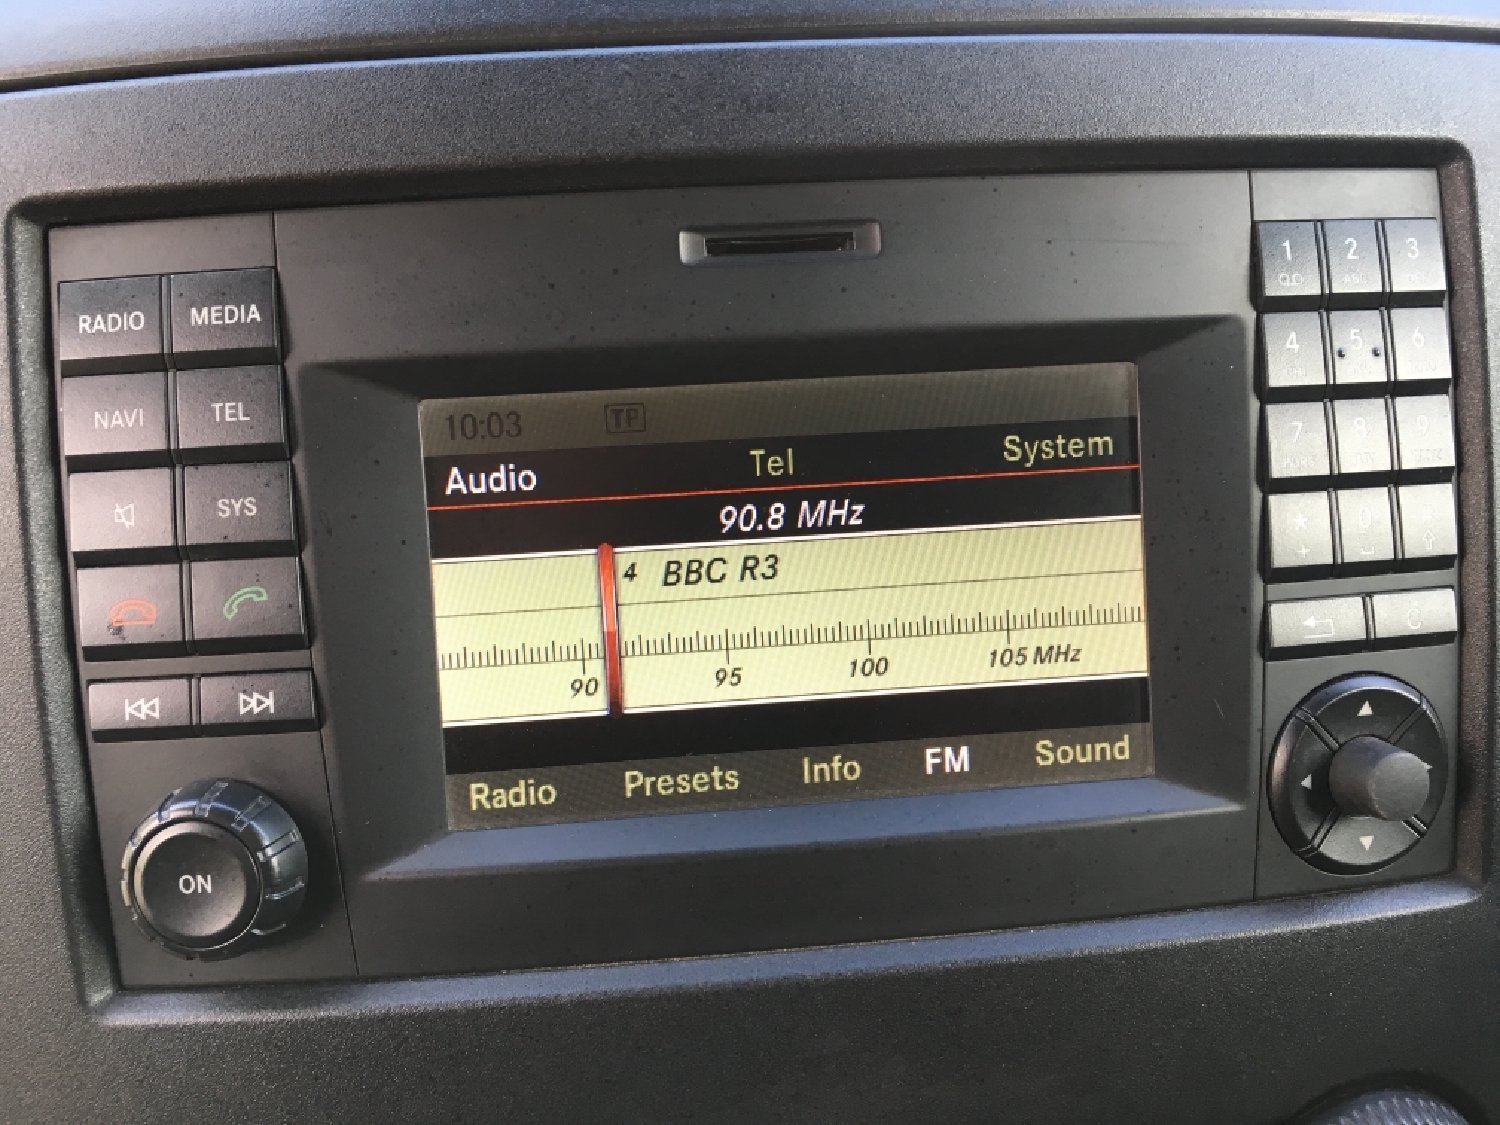 RADIO MEDIA
NAVI TEL
SYS
ON
10:03 TP
Audio Tel System
90.8 MHz
4 BBC R3
90 95 100 105 MHz
Radio Presets Info FM Sound
1 2 3
4 5 6
7 8 9
* 0
+
C